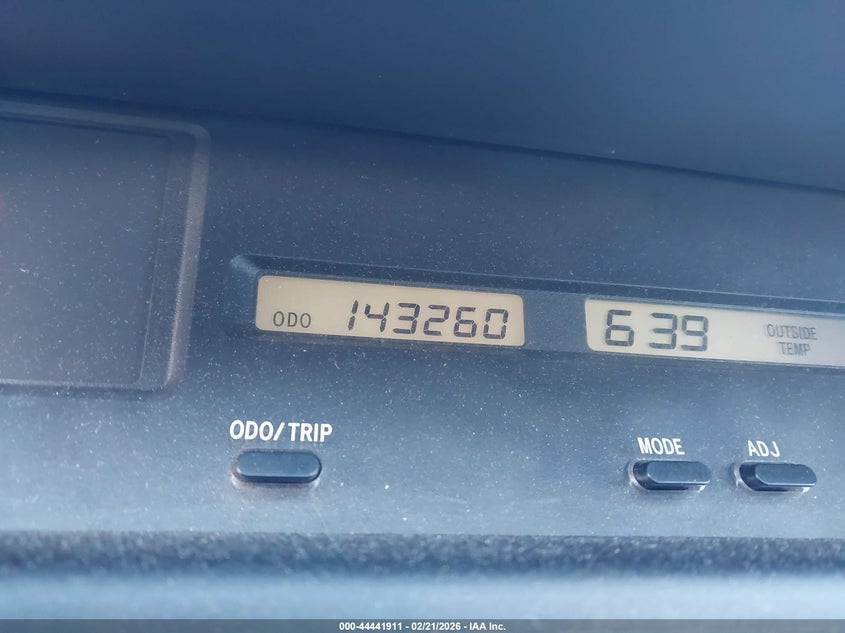 ODO 143260
6 39 OUTSIDE
TEMP
ODO/TRIP
MODE ADJ
000-44441911 - 02/21/2026 - IAA Inc.